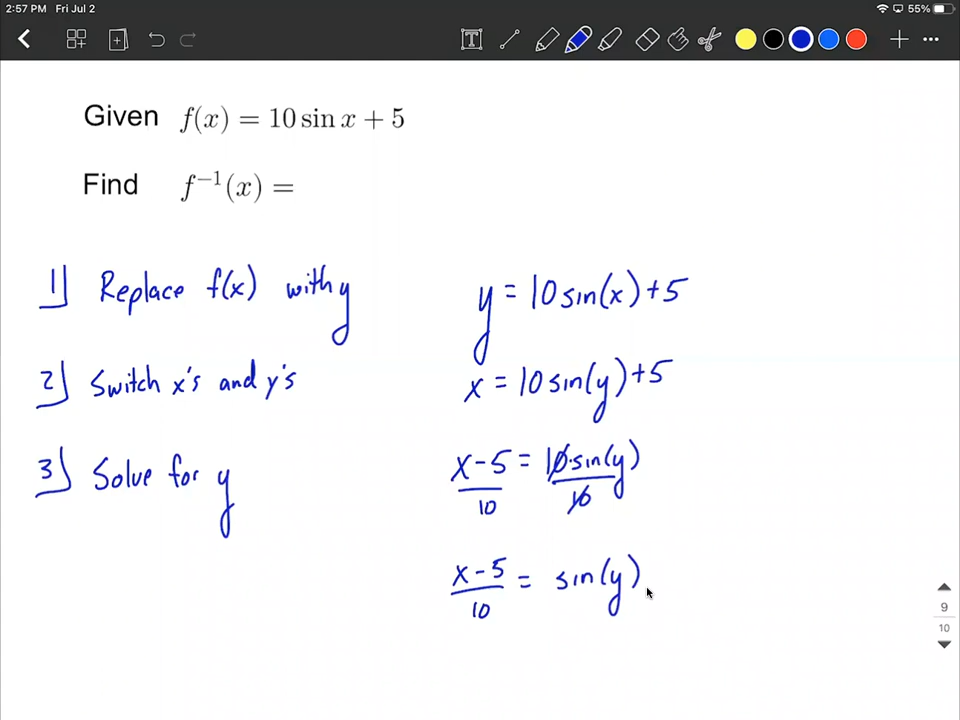 2:57 PM Fri Jul 2 55%
T
Given f(x) = 10 sin x + 5
Find f⁻¹(x) =
1) Replace f(x) with y
y = 10 sin(x) + 5
2) Switch x's and y's
x = 10 sin(y) + 5
3) Solve for y
x - 5 = 10·sin(y)
10 10
x - 5 = sin(y)
10
9
10